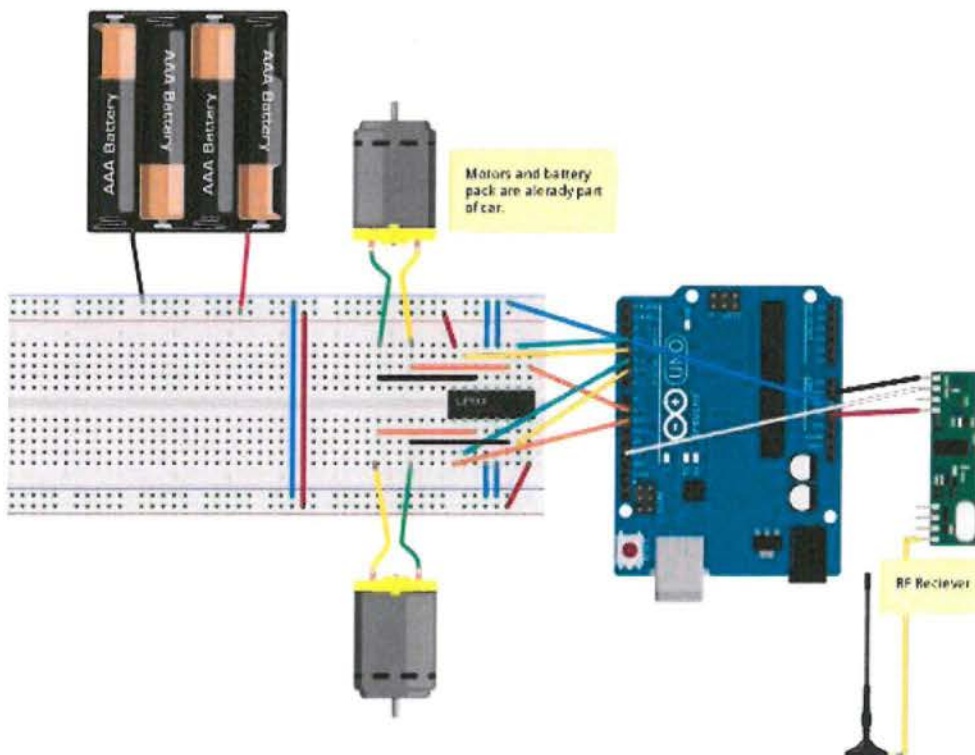 AAA Battery
AAA Battery
AAA Battery
AAA Battery
Motors and battery
pack are alerady part
of car.
UNO
RF Reciever